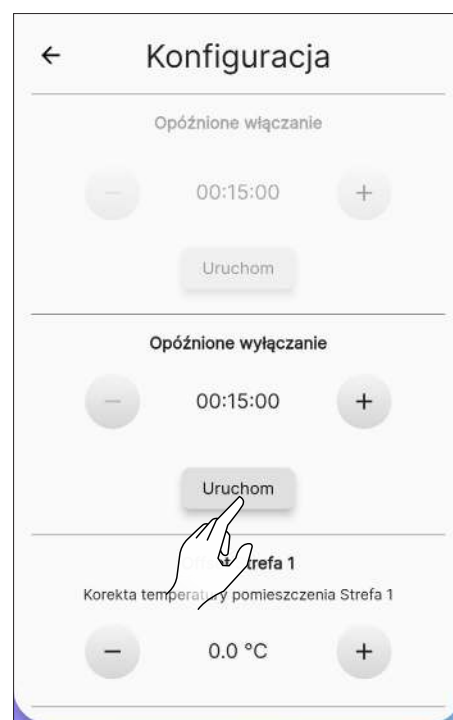 Konfiguracja
Opóźnione włączanie
00:15:00
Uruchom
Opóźnione wyłączanie
00:15:00
Uruchom
trefa 1
Korekta temperatury pomieszczenia Strefa 1
0.0 °C